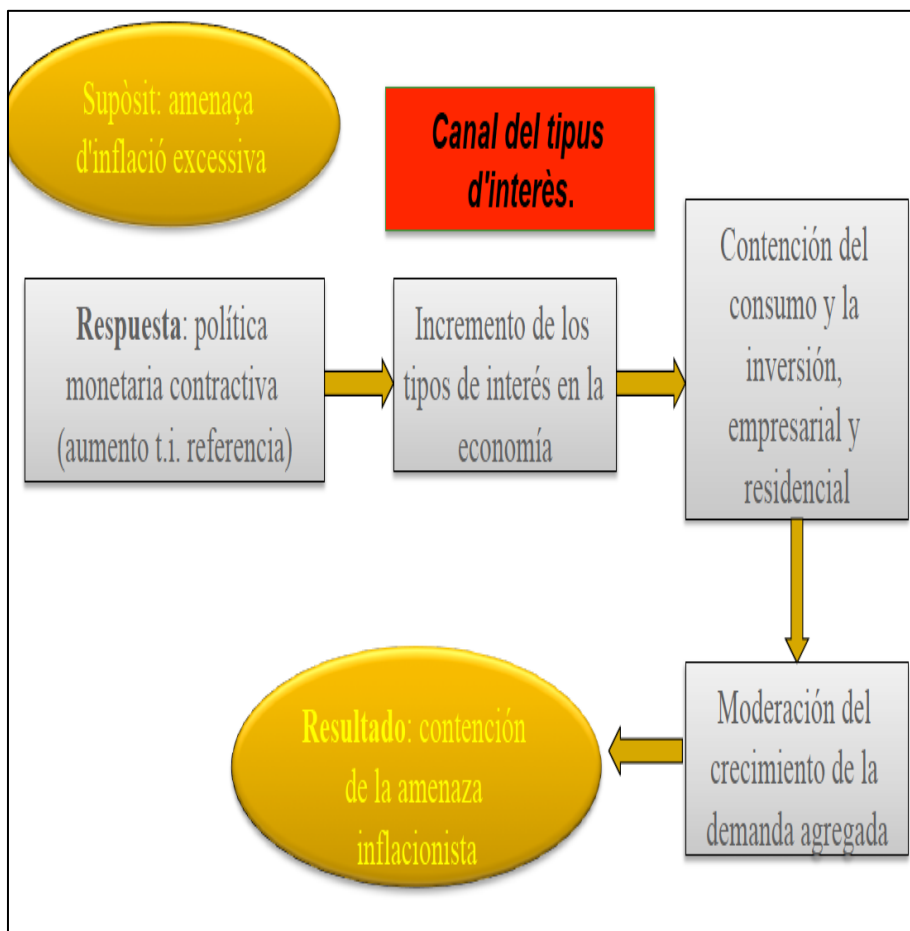 Supòsit: amenaça
d'inflació excessiva
Canal del tipus
d'interès.
Respuesta: política
monetaria contractiva
(aumento t.i. referencia)
Incremento de los
tipos de interés en la
economía
Contención del
consumo y la
inversión,
empresarial y
residencial
Moderación del
crecimiento de la
demanda agregada
Resultado: contención
de la amenaza
inflacionista